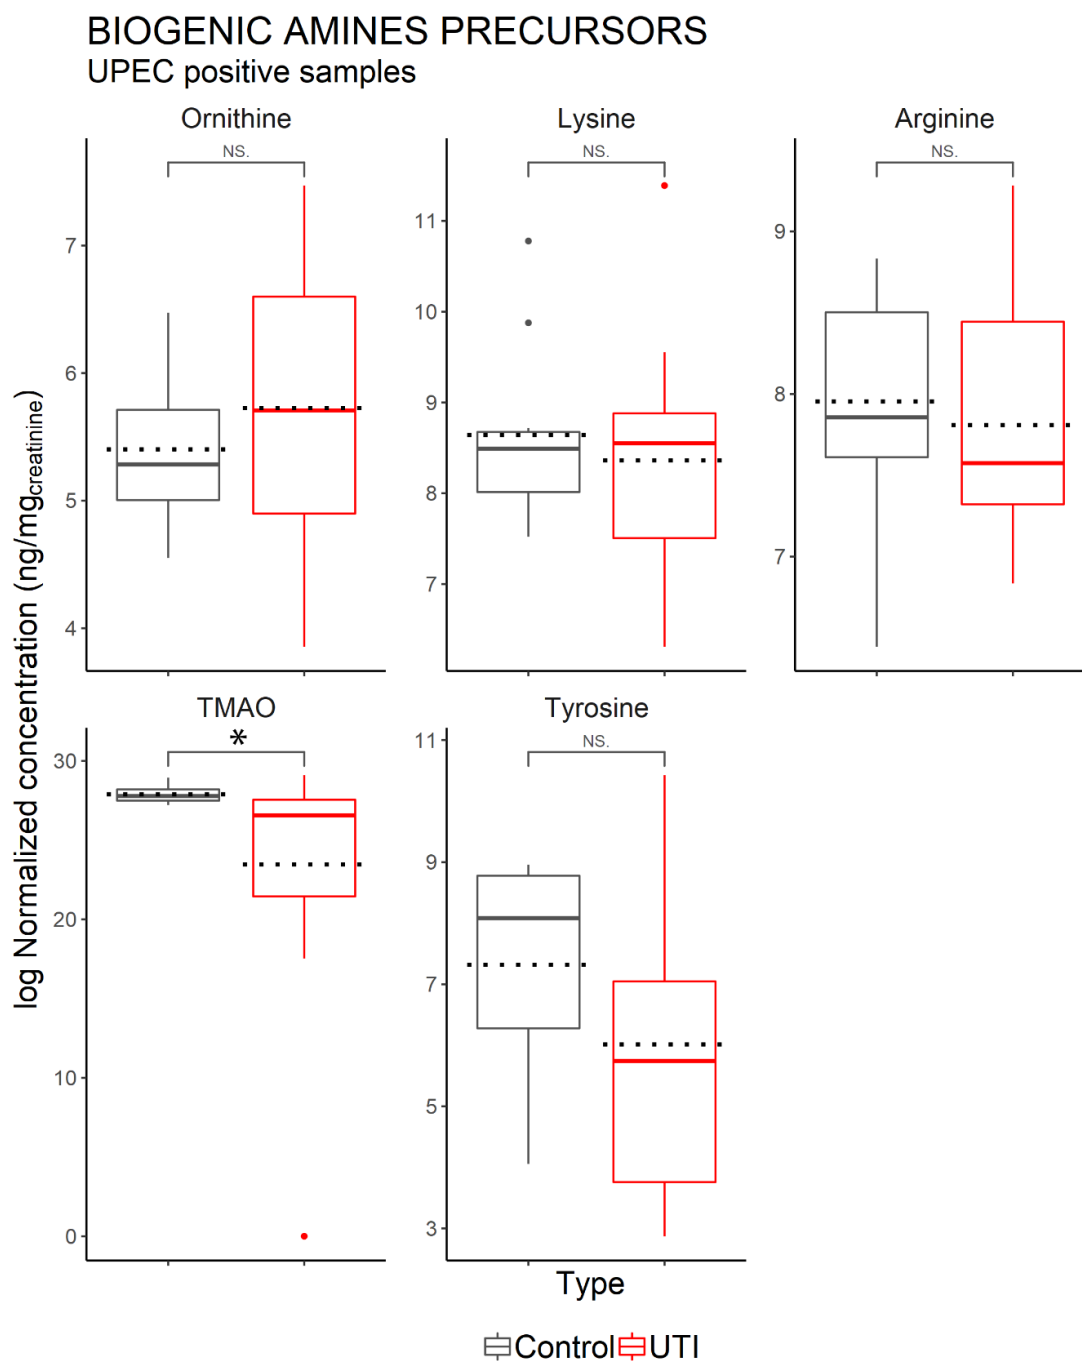 BIOGENIC AMINES PRECURSORS
UPEC positive samples
Ornithine
Lysine
Arginine
NS.
NS.
NS.
7
6
5
4
11
10
9
8
7
9
8
7
log Normalized concentration (ng/mgcreatinine)
TMAO
Tyrosine
*
NS.
30
20
10
0
11
9
7
5
3
Type
Control UTI